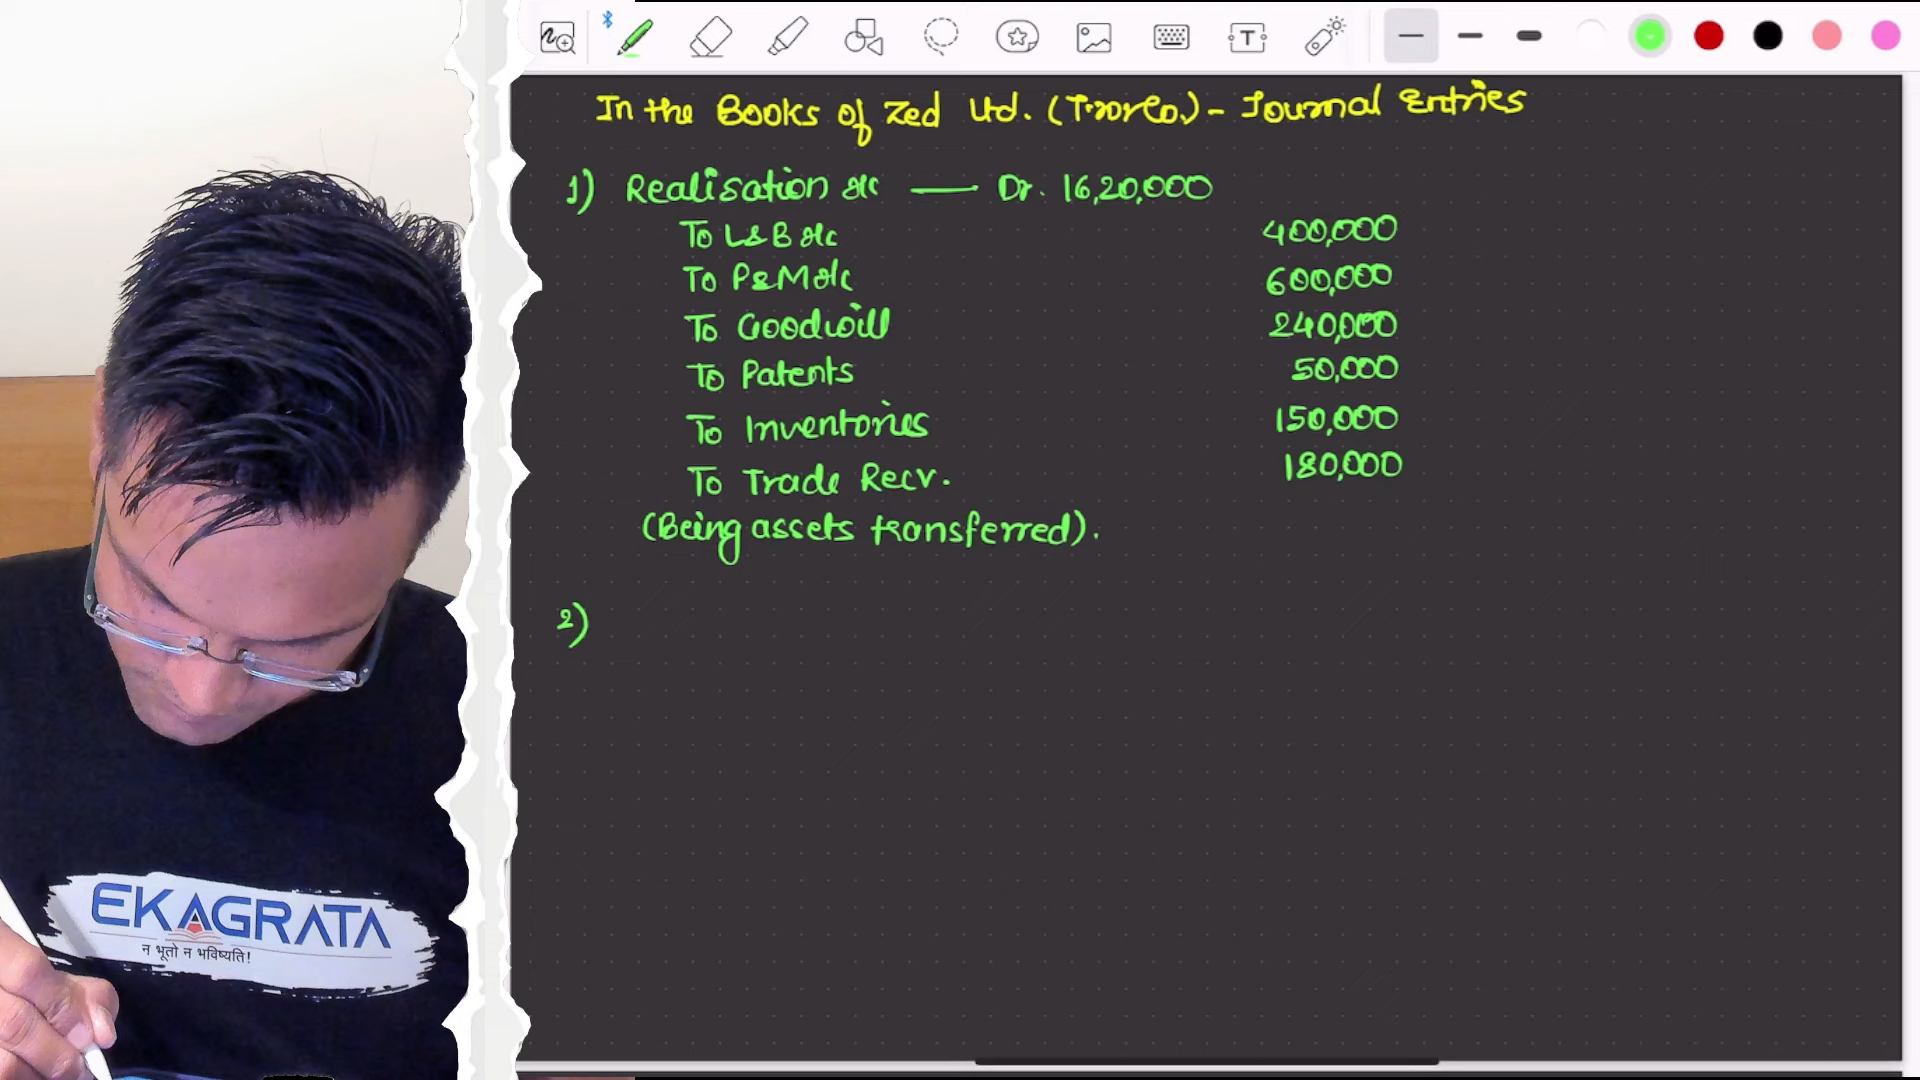 In the Books of Zed Ltd. (Tror Co.) - Journal Entries
1) Realisation a/c — Dr. 16,20,000
To L&B a/c 400,000
To P&M a/c 600,000
To Goodwill 240,000
To Patents 50,000
To Inventories 150,000
To Trade Recv. 180,000
(Being assets transferred).
2)
EKAGRATA
न भूतो न भविष्यति!